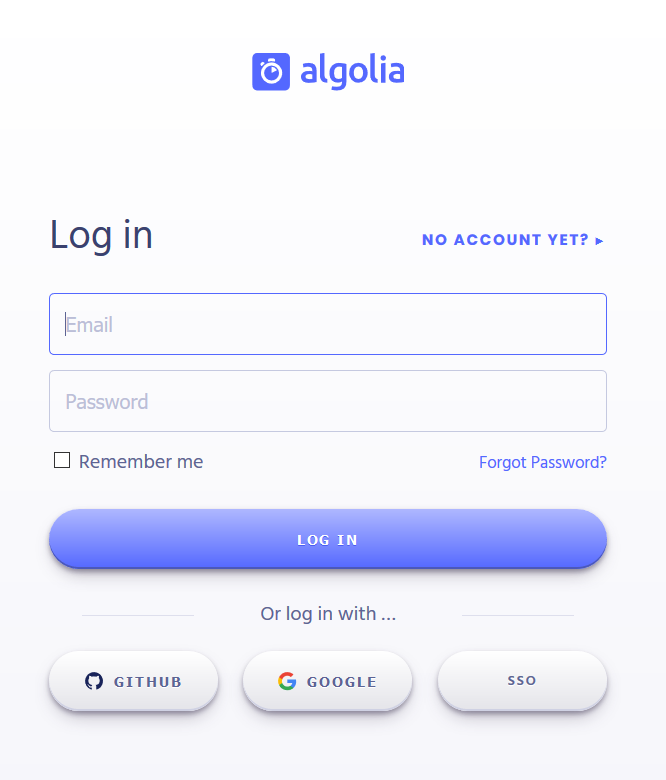 algolia
Log in
NO ACCOUNT YET? ▸
Email
Password
Remember me
Forgot Password?
LOG IN
Or log in with ...
GITHUB
GOOGLE
SSO